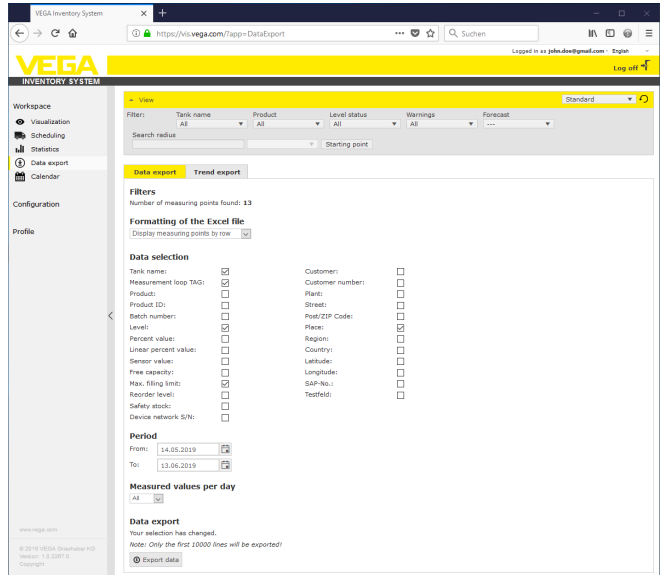 VEGA Inventory System
https://vis.vega.com/?app=DataExport
Suchen
Logged in as john.doe@gmail.com - English
VEGA
INVENTORY SYSTEM
Log off
Workspace
Visualization
Scheduling
Statistics
Data export
Calendar
Configuration
Profile
View
Standard
Filter: Tank name Product Level status Warnings Forecast
All All All All ---
Search radius
Starting point
Data export Trend export
Filters
Number of measuring points found: 13
Formatting of the Excel file
Display measuring points by row
Data selection
Tank name: Customer:
Measurement loop TAG: Customer number:
Product: Plant:
Product ID: Street:
Batch number: Post/ZIP Code:
Level: Place:
Percent value: Region:
Linear percent value: Country:
Sensor value: Latitude:
Free capacity: Longitude:
Max. filling limit: SAP-No.:
Reorder level: Testfeld:
Safety stock:
Device network S/N:
Period
From: 14.05.2019
To: 13.06.2019
Measured values per day
All
Data export
Your selection has changed.
Note: Only the first 10000 lines will be exported!
Export data
www.vega.com
© 2019 VEGA Grieshaber KG
Copyright